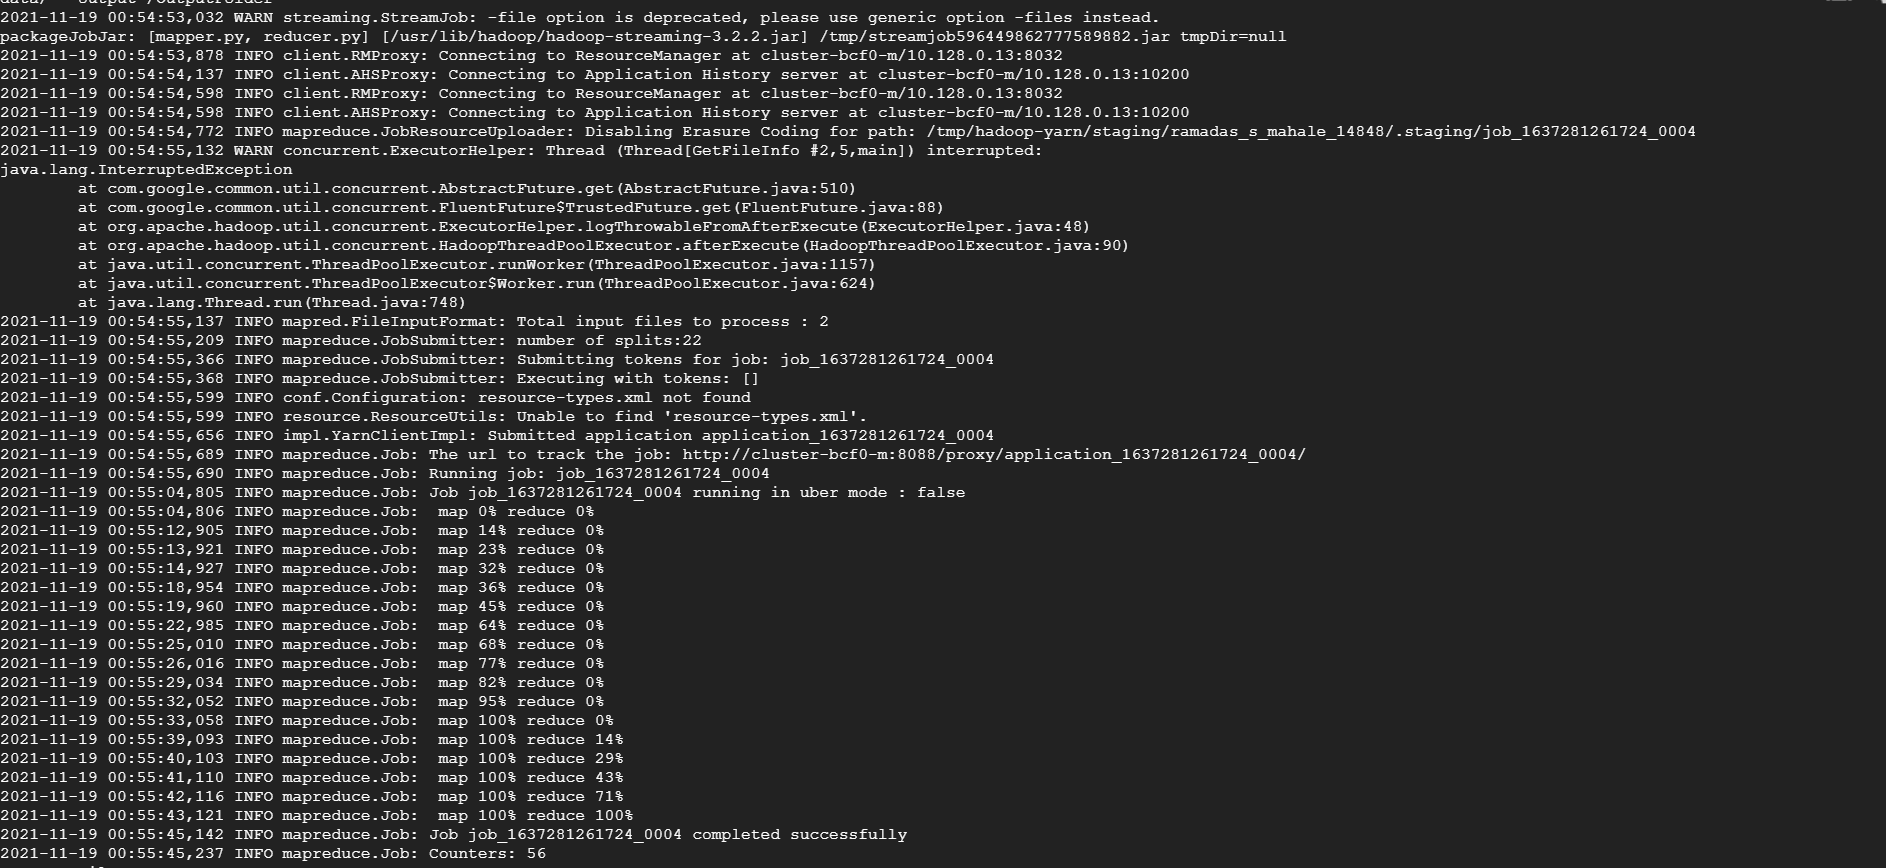 data/   output /outputfolder
2021-11-19 00:54:53,032 WARN streaming.StreamJob: -file option is deprecated, please use generic option -files instead.
packageJobJar: [mapper.py, reducer.py] [/usr/lib/hadoop/hadoop-streaming-3.2.2.jar] /tmp/streamjob596449862777589882.jar tmpDir=null
2021-11-19 00:54:53,878 INFO client.RMProxy: Connecting to ResourceManager at cluster-bcf0-m/10.128.0.13:8032
2021-11-19 00:54:54,137 INFO client.AHSProxy: Connecting to Application History server at cluster-bcf0-m/10.128.0.13:10200
2021-11-19 00:54:54,598 INFO client.RMProxy: Connecting to ResourceManager at cluster-bcf0-m/10.128.0.13:8032
2021-11-19 00:54:54,598 INFO client.AHSProxy: Connecting to Application History server at cluster-bcf0-m/10.128.0.13:10200
2021-11-19 00:54:54,772 INFO mapreduce.JobResourceUploader: Disabling Erasure Coding for path: /tmp/hadoop-yarn/staging/ramadas_s_mahale_14848/.staging/job_1637281261724_0004
2021-11-19 00:54:55,132 WARN concurrent.ExecutorHelper: Thread (Thread[GetFileInfo #2,5,main]) interrupted:
java.lang.InterruptedException
        at com.google.common.util.concurrent.AbstractFuture.get(AbstractFuture.java:510)
        at com.google.common.util.concurrent.FluentFuture$TrustedFuture.get(FluentFuture.java:88)
        at org.apache.hadoop.util.concurrent.ExecutorHelper.logThrowableFromAfterExecute(ExecutorHelper.java:48)
        at org.apache.hadoop.util.concurrent.HadoopThreadPoolExecutor.afterExecute(HadoopThreadPoolExecutor.java:90)
        at java.util.concurrent.ThreadPoolExecutor.runWorker(ThreadPoolExecutor.java:1157)
        at java.util.concurrent.ThreadPoolExecutor$Worker.run(ThreadPoolExecutor.java:624)
        at java.lang.Thread.run(Thread.java:748)
2021-11-19 00:54:55,137 INFO mapred.FileInputFormat: Total input files to process : 2
2021-11-19 00:54:55,209 INFO mapreduce.JobSubmitter: number of splits:22
2021-11-19 00:54:55,366 INFO mapreduce.JobSubmitter: Submitting tokens for job: job_1637281261724_0004
2021-11-19 00:54:55,368 INFO mapreduce.JobSubmitter: Executing with tokens: []
2021-11-19 00:54:55,599 INFO conf.Configuration: resource-types.xml not found
2021-11-19 00:54:55,599 INFO resource.ResourceUtils: Unable to find 'resource-types.xml'.
2021-11-19 00:54:55,656 INFO impl.YarnClientImpl: Submitted application application_1637281261724_0004
2021-11-19 00:54:55,689 INFO mapreduce.Job: The url to track the job: http://cluster-bcf0-m:8088/proxy/application_1637281261724_0004/
2021-11-19 00:54:55,690 INFO mapreduce.Job: Running job: job_1637281261724_0004
2021-11-19 00:55:04,805 INFO mapreduce.Job: Job job_1637281261724_0004 running in uber mode : false
2021-11-19 00:55:04,806 INFO mapreduce.Job:  map 0% reduce 0%
2021-11-19 00:55:12,905 INFO mapreduce.Job:  map 14% reduce 0%
2021-11-19 00:55:13,921 INFO mapreduce.Job:  map 23% reduce 0%
2021-11-19 00:55:14,927 INFO mapreduce.Job:  map 32% reduce 0%
2021-11-19 00:55:18,954 INFO mapreduce.Job:  map 36% reduce 0%
2021-11-19 00:55:19,960 INFO mapreduce.Job:  map 45% reduce 0%
2021-11-19 00:55:22,985 INFO mapreduce.Job:  map 64% reduce 0%
2021-11-19 00:55:25,010 INFO mapreduce.Job:  map 68% reduce 0%
2021-11-19 00:55:26,016 INFO mapreduce.Job:  map 77% reduce 0%
2021-11-19 00:55:29,034 INFO mapreduce.Job:  map 82% reduce 0%
2021-11-19 00:55:32,052 INFO mapreduce.Job:  map 95% reduce 0%
2021-11-19 00:55:33,058 INFO mapreduce.Job:  map 100% reduce 0%
2021-11-19 00:55:39,093 INFO mapreduce.Job:  map 100% reduce 14%
2021-11-19 00:55:40,103 INFO mapreduce.Job:  map 100% reduce 29%
2021-11-19 00:55:41,110 INFO mapreduce.Job:  map 100% reduce 43%
2021-11-19 00:55:42,116 INFO mapreduce.Job:  map 100% reduce 71%
2021-11-19 00:55:43,121 INFO mapreduce.Job:  map 100% reduce 100%
2021-11-19 00:55:45,142 INFO mapreduce.Job: Job job_1637281261724_0004 completed successfully
2021-11-19 00:55:45,237 INFO mapreduce.Job: Counters: 56